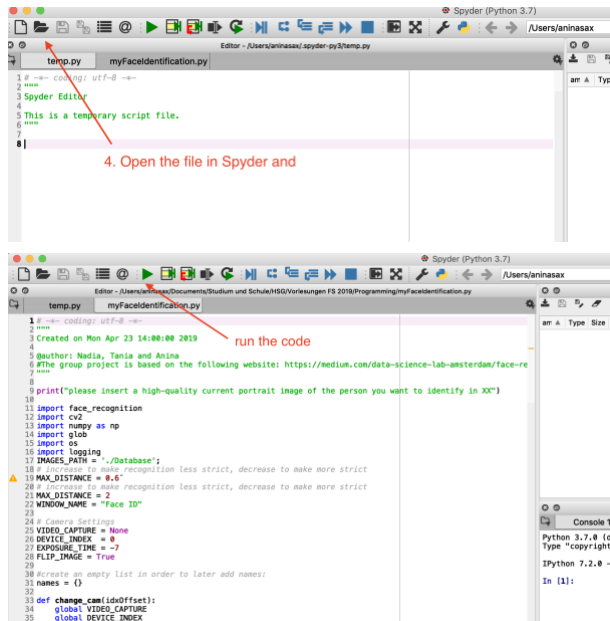 Spyder (Python 3.7)
/Users/aninasax
Editor - /Users/aninasax/.spyder-py3/temp.py
temp.py
myFaceIdentification.py
am
Typ
1 # -*- coding: utf-8 -*-
2 """
3 Spyder Editor
4
5 This is a temporary script file.
6 """
7
8
4. Open the file in Spyder and
Spyder (Python 3.7)
/Users/aninasax
Editor - /Users/aninasax/Documents/Studium und Schule/HSG/Vorlesungen FS 2019/Programming/myFaceIdentification.py
temp.py
myFaceIdentification.py
am
Type
Size
1 # -*- coding: utf-8 -*-
2 """
3 Created on Mon Apr 23 14:00:00 2019
run the code
4
5 @author: Nadia, Tania and Anina
6 #The group project is based on the following website: https://medium.com/data-science-lab-amsterdam/face-re
7 """
8
9 print("please insert a high-quality current portrait image of the person you want to identify in XX")
10
11 import face_recognition
12 import cv2
13 import numpy as np
14 import glob
15 import os
16 import logging
17 IMAGES_PATH = './Database';
18 # increase to make recognition less strict, decrease to make more strict
19 MAX_DISTANCE = 0.6¨
20 # increase to make recognition less strict, decrease to make more strict
21 MAX_DISTANCE = 2
22 WINDOW_NAME = "Face ID"
23
24 # Camera Settings
25 VIDEO_CAPTURE = None
26 DEVICE_INDEX = 0
27 EXPOSURE_TIME = -7
28 FLIP_IMAGE = True
29
30 #create an empty list in order to later add names:
31 names = {}
32
33 def change_cam(idxOffset):
34 global VIDEO_CAPTURE
35 global DEVICE_INDEX
Console 1
Python 3.7.0 (d
Type "copyright
IPython 7.2.0 -
In [1]: